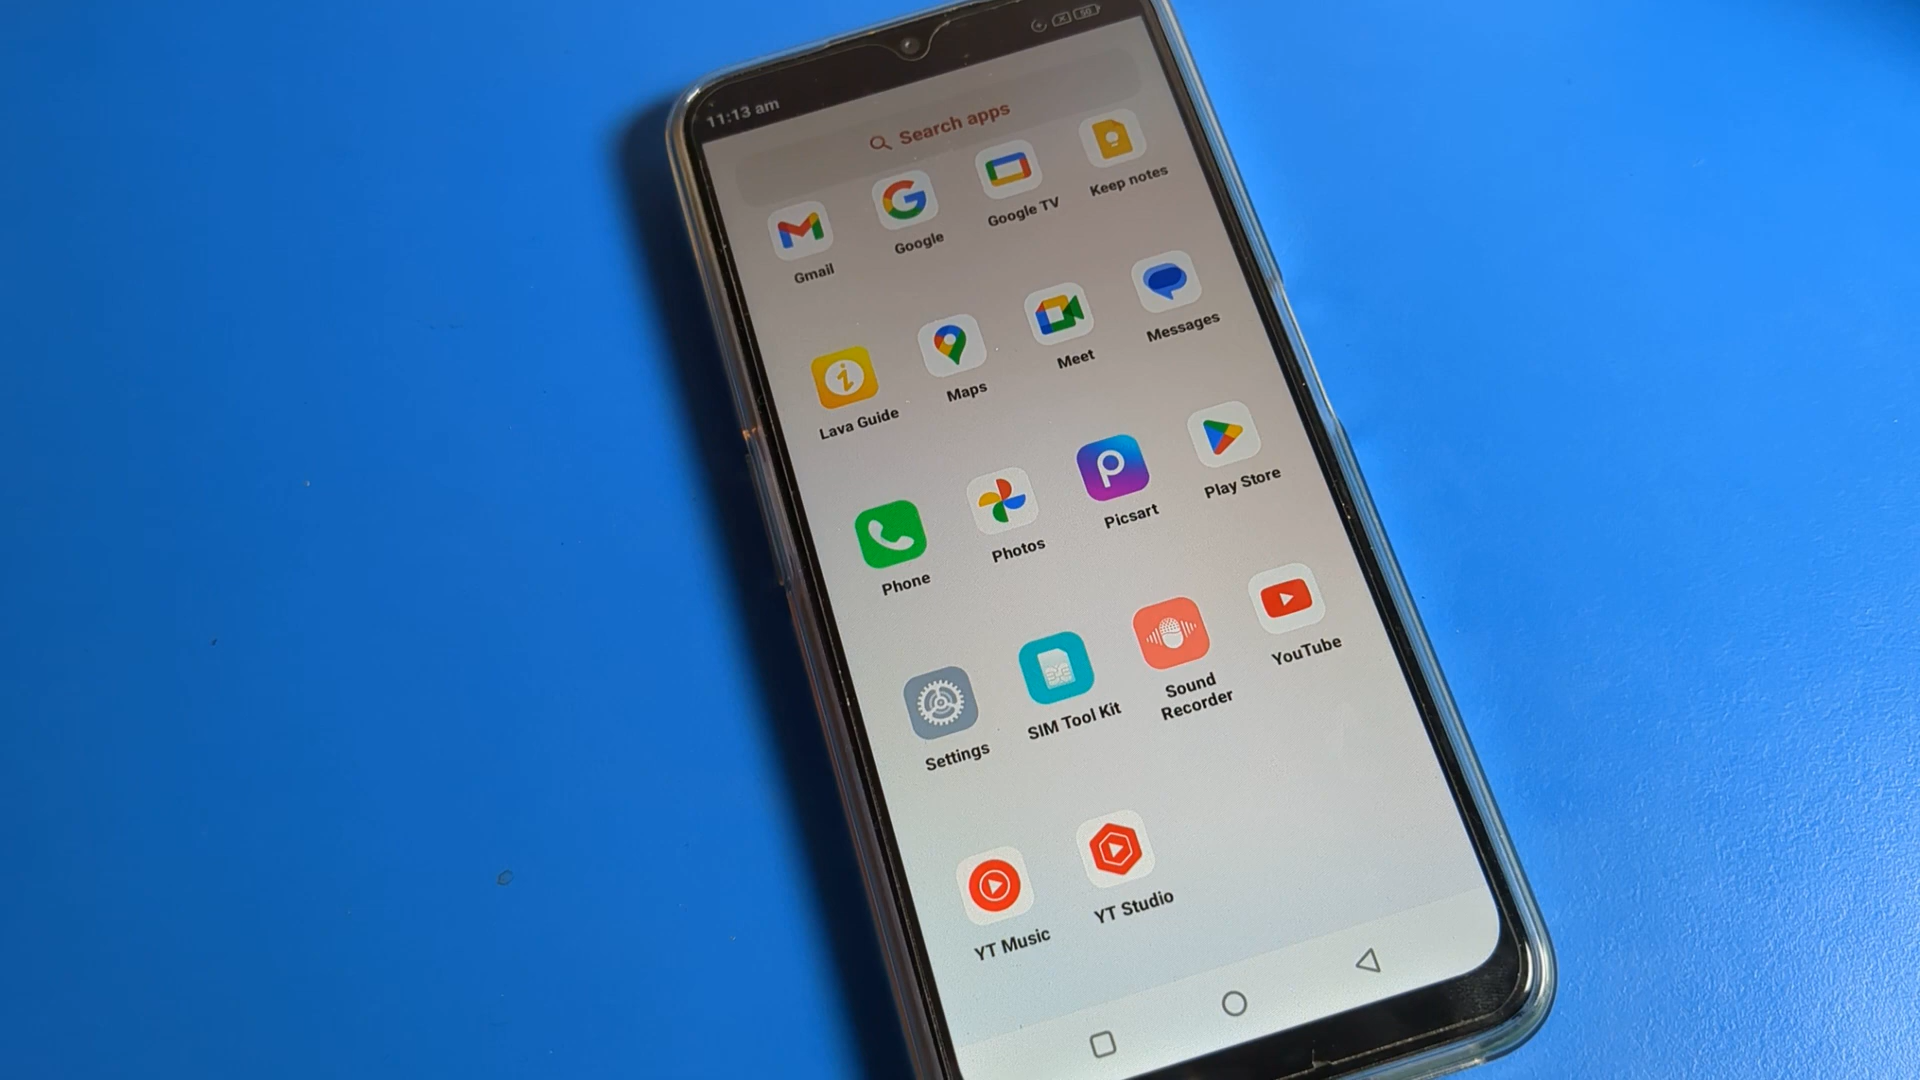 11:13 am
50
Search apps
Gmail
Google
Google TV
Keep notes
Lava Guide
Maps
Meet
Messages
Phone
Photos
Picsart
Play Store
Settings
SIM Tool Kit
Sound
Recorder
YouTube
YT Music
YT Studio